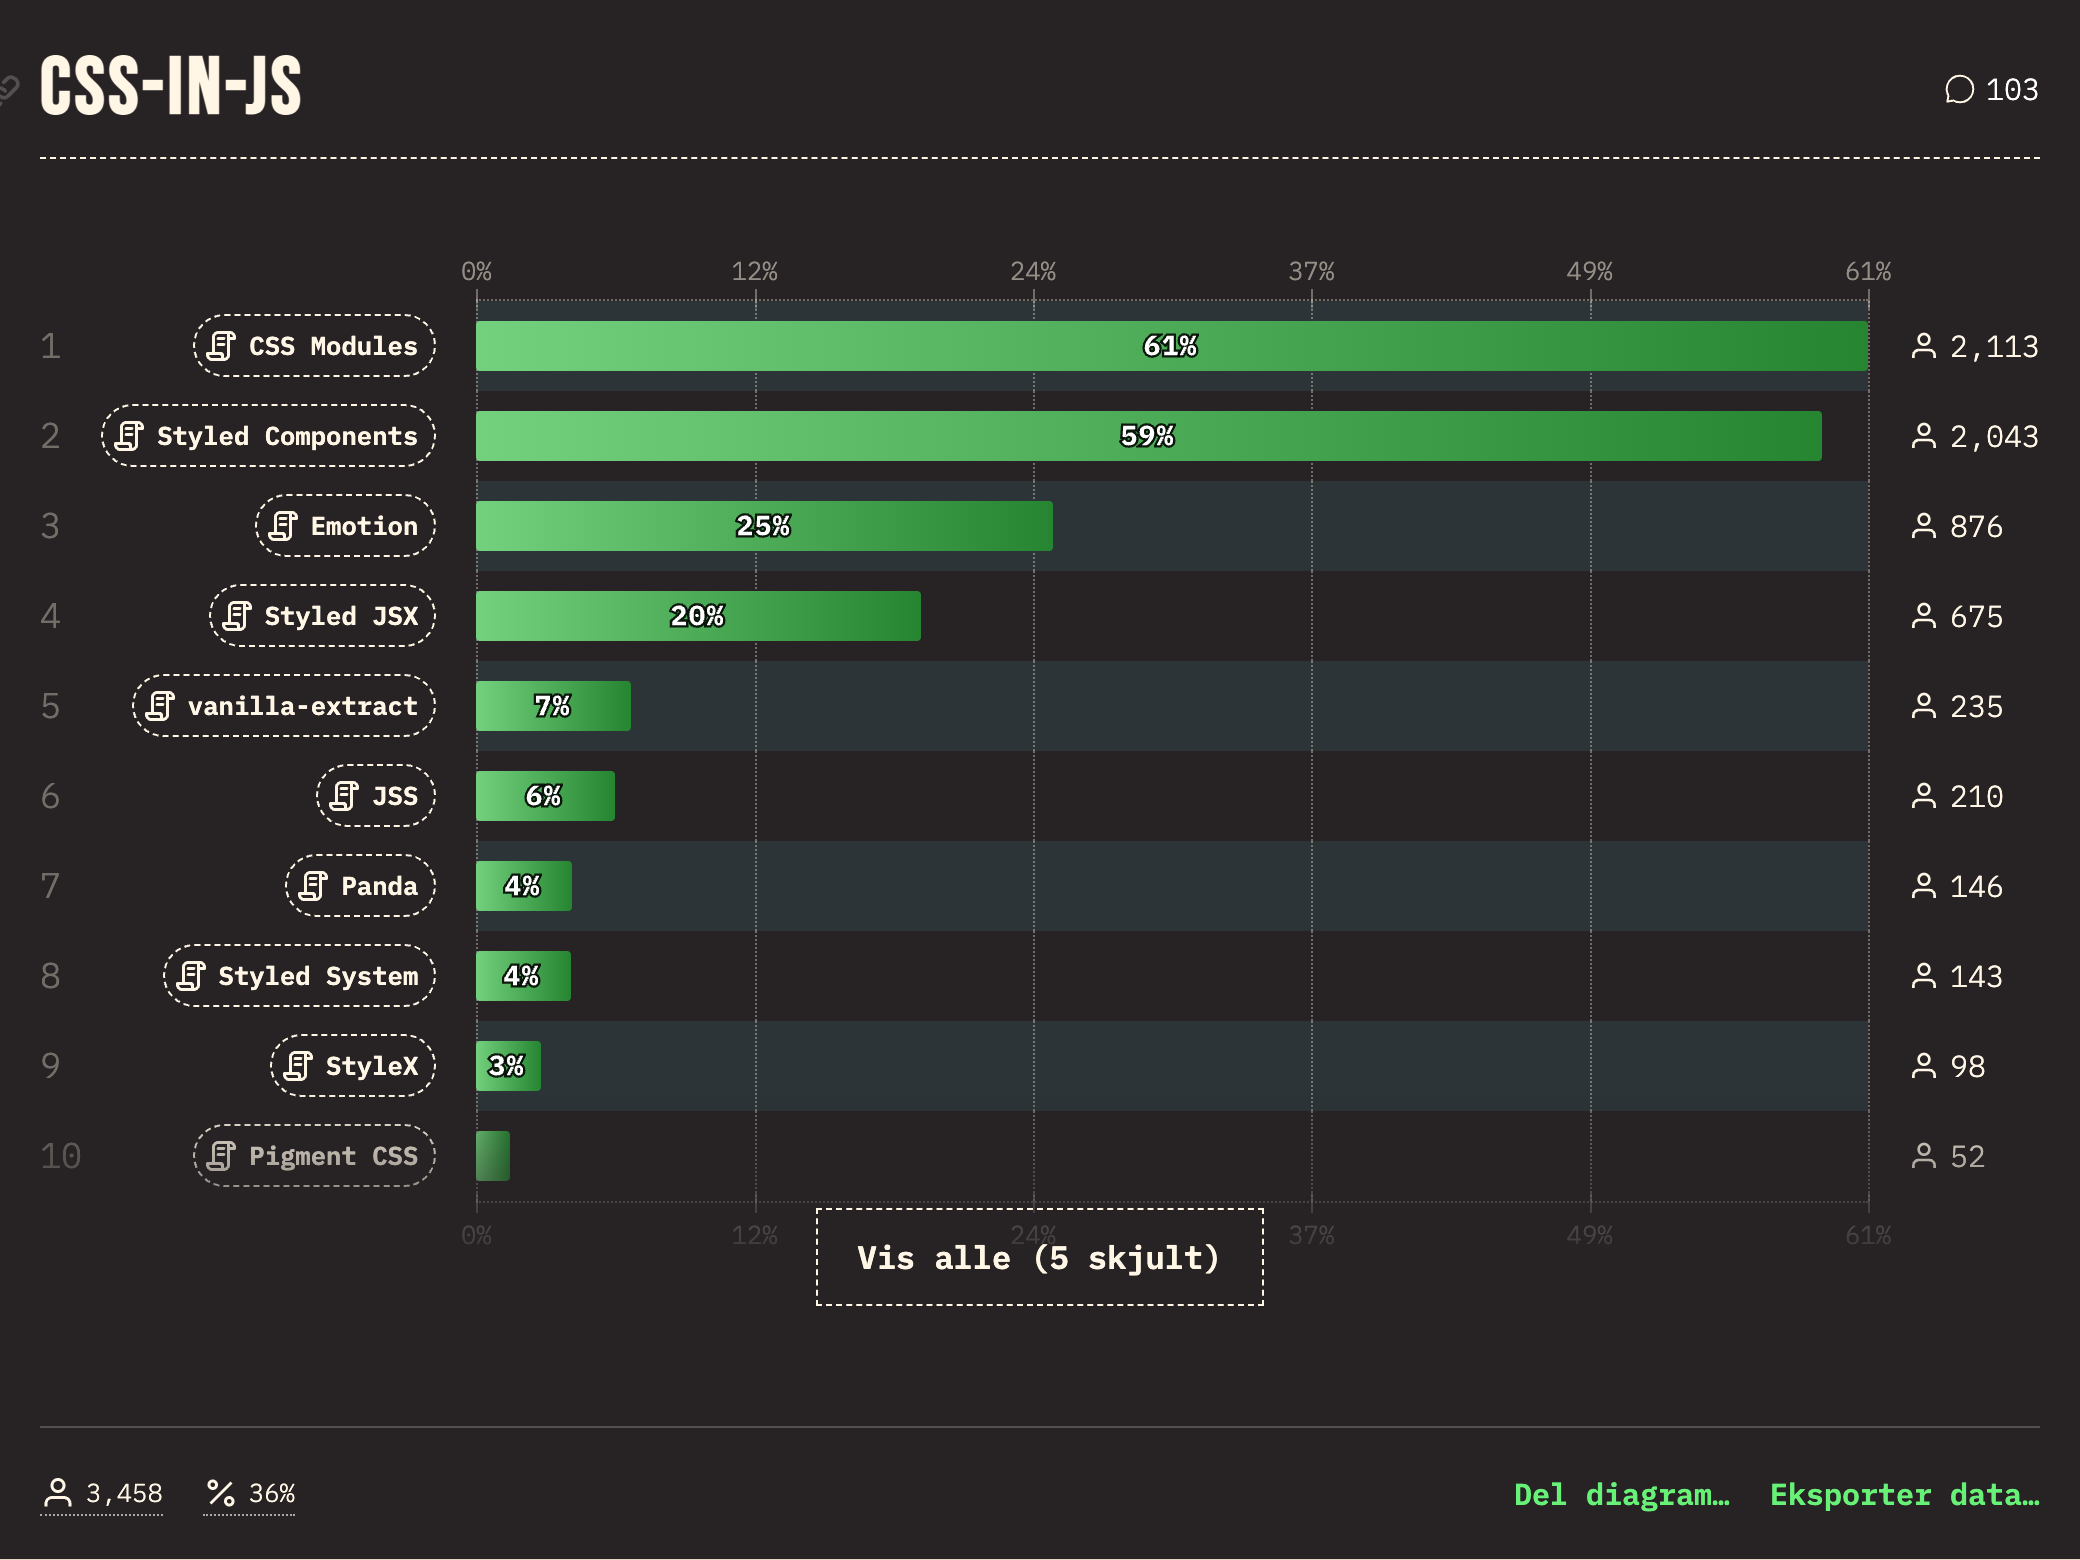 CSS-IN-JS
103
0% 12% 24% 37% 49% 61%
1 CSS Modules 61% 2,113
2 Styled Components 59% 2,043
3 Emotion 25% 876
4 Styled JSX 20% 675
5 vanilla-extract 7% 235
6 JSS 6% 210
7 Panda 4% 146
8 Styled System 4% 143
9 StyleX 3% 98
10 Pigment CSS 52
0% 12% 24% 37% 49% 61%
Vis alle (5 skjult)
3,458 36% Del diagram… Eksporter data…